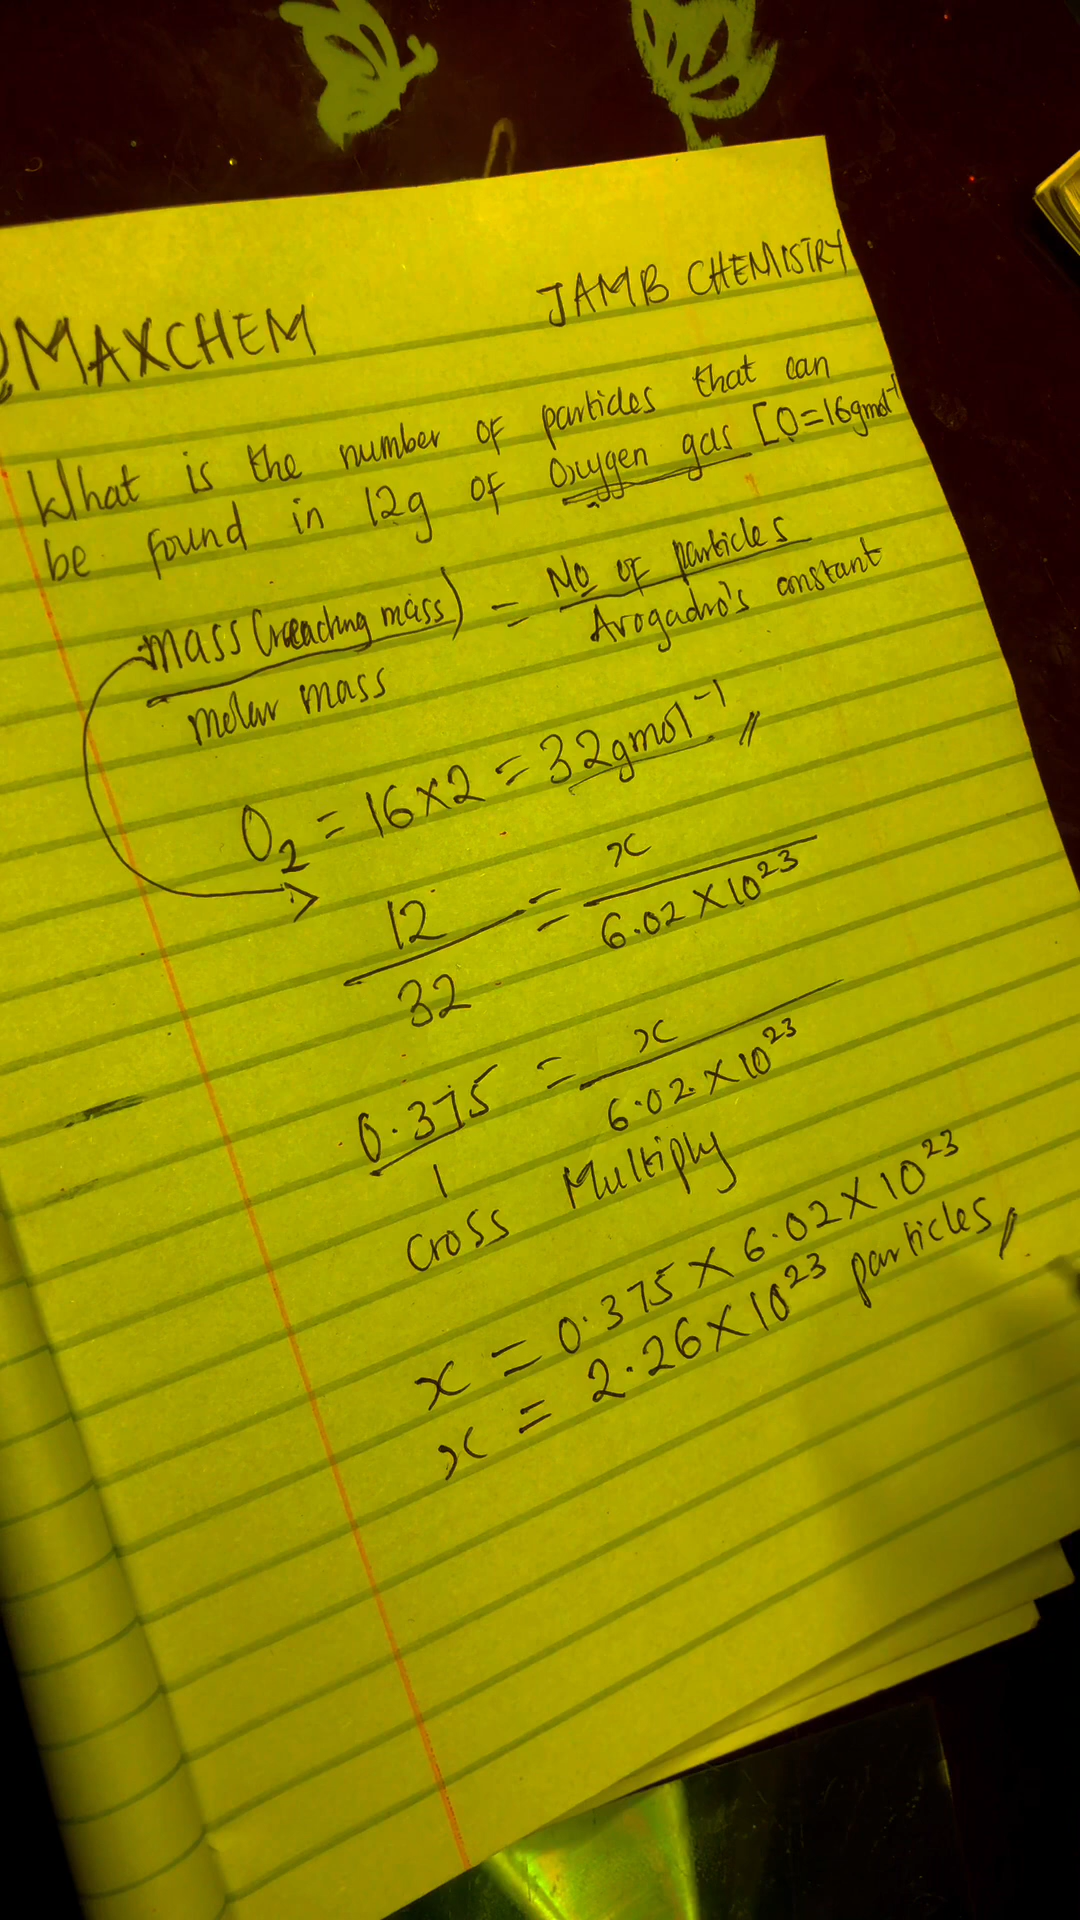 MAXCHEM
JAMB CHEMISTRY
What is the number of particles that can
be found in 12g of Oxygen gas [O=16gmol⁻¹
mass (reacting mass) / molar mass = No of particles / Avogadro's constant
O₂ = 16×2 = 32gmol⁻¹ //
12/32 = x / 6.02×10²³
0.375/1 = x / 6.02×10²³
Cross Multiply
x = 0.375 × 6.02×10²³
x = 2.26×10²³ particles //